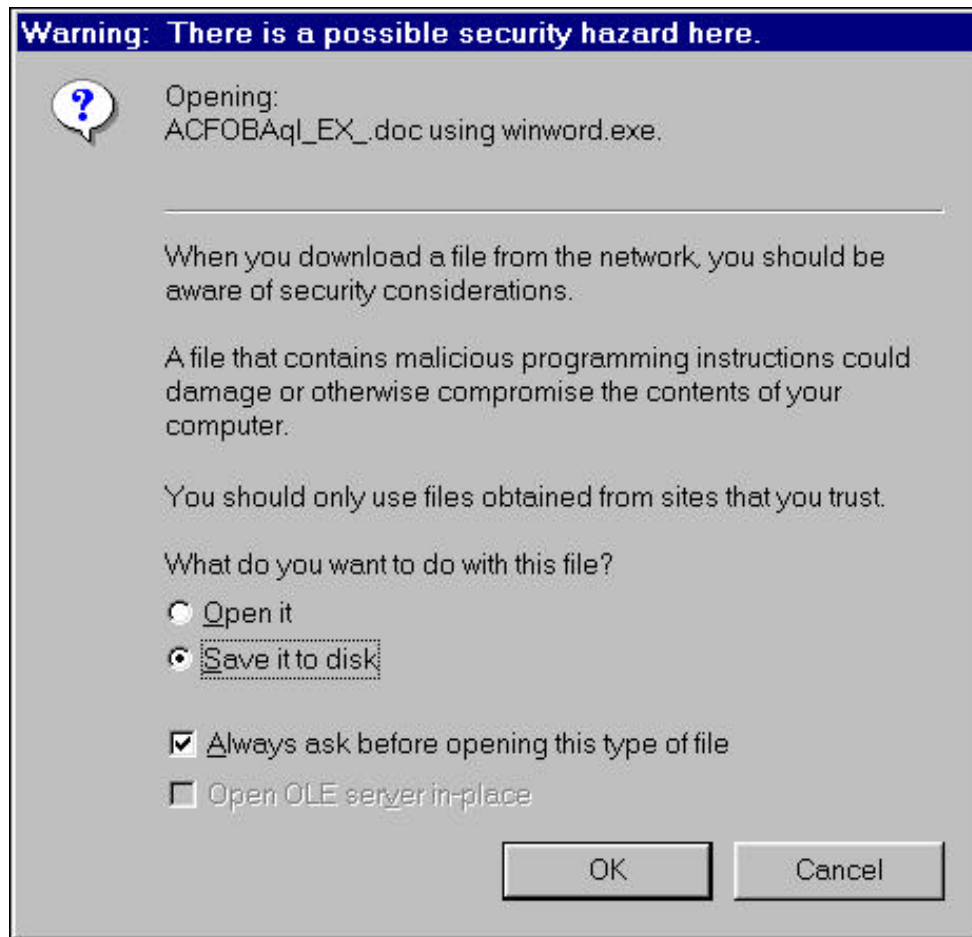 Warning: There is a possible security hazard here.
Opening:
ACFOBAqI_EX_.doc using winword.exe.
When you download a file from the network, you should be
aware of security considerations.
A file that contains malicious programming instructions could
damage or otherwise compromise the contents of your
computer.
You should only use files obtained from sites that you trust.
What do you want to do with this file?
Open it
Save it to disk
Always ask before opening this type of file
Open OLE server in-place
OK
Cancel